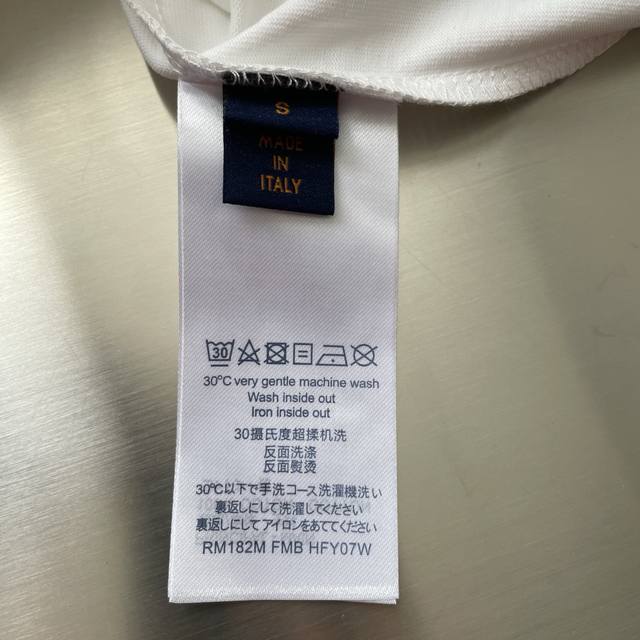 S
MADE
IN
ITALY
30
30°C very gentle machine wash
Wash inside out
Iron inside out
30摄氏度超揉机洗
反面洗涤
反面熨烫
30℃以下で手洗コース洗濯機洗い
裏返しにして洗濯してください
裏返しにしてアイロンをあててください
RM182M FMB HFY07W